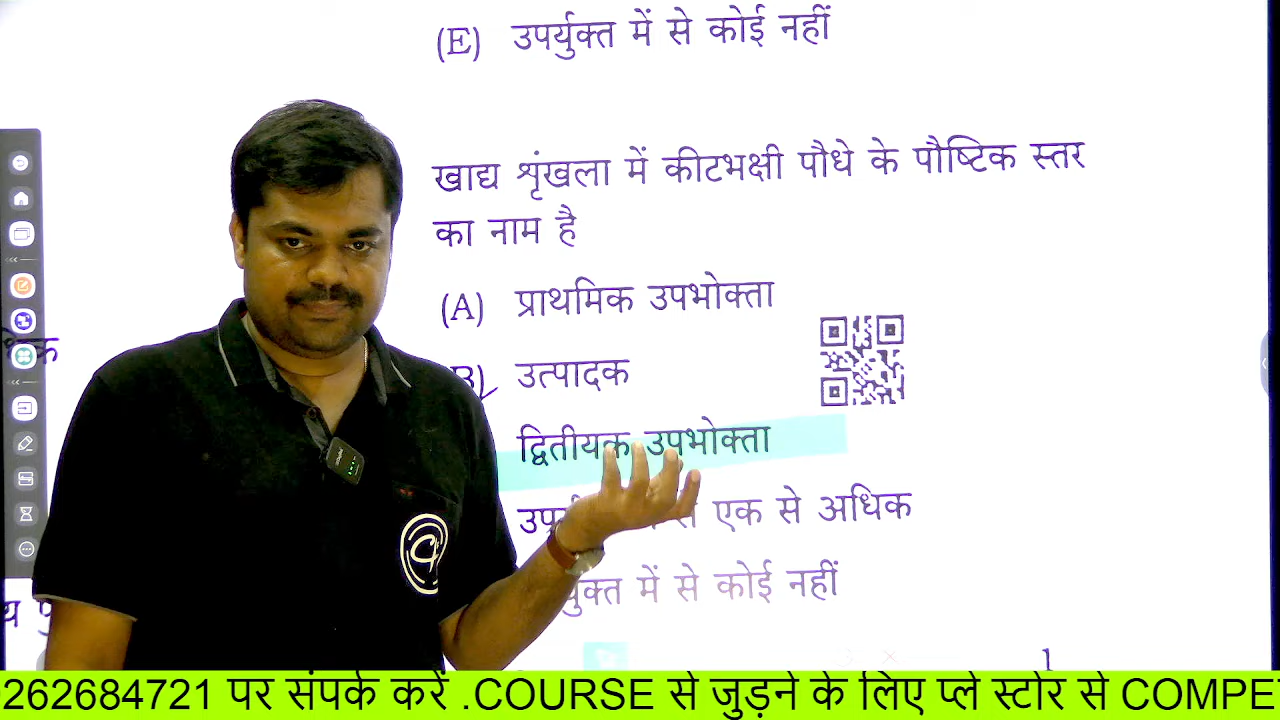 (E) उपर्युक्त में से कोई नहीं
खाद्य शृंखला में कीटभक्षी पौधे के पौष्टिक स्तर
का नाम है
(A) प्राथमिक उपभोक्ता
B) उत्पादक
द्वितीयक उपभोक्ता
से एक से अधिक
में से कोई नहीं
262684721 पर संपर्क करें .COURSE से जुड़ने के लिए प्ले स्टोर से COMPE